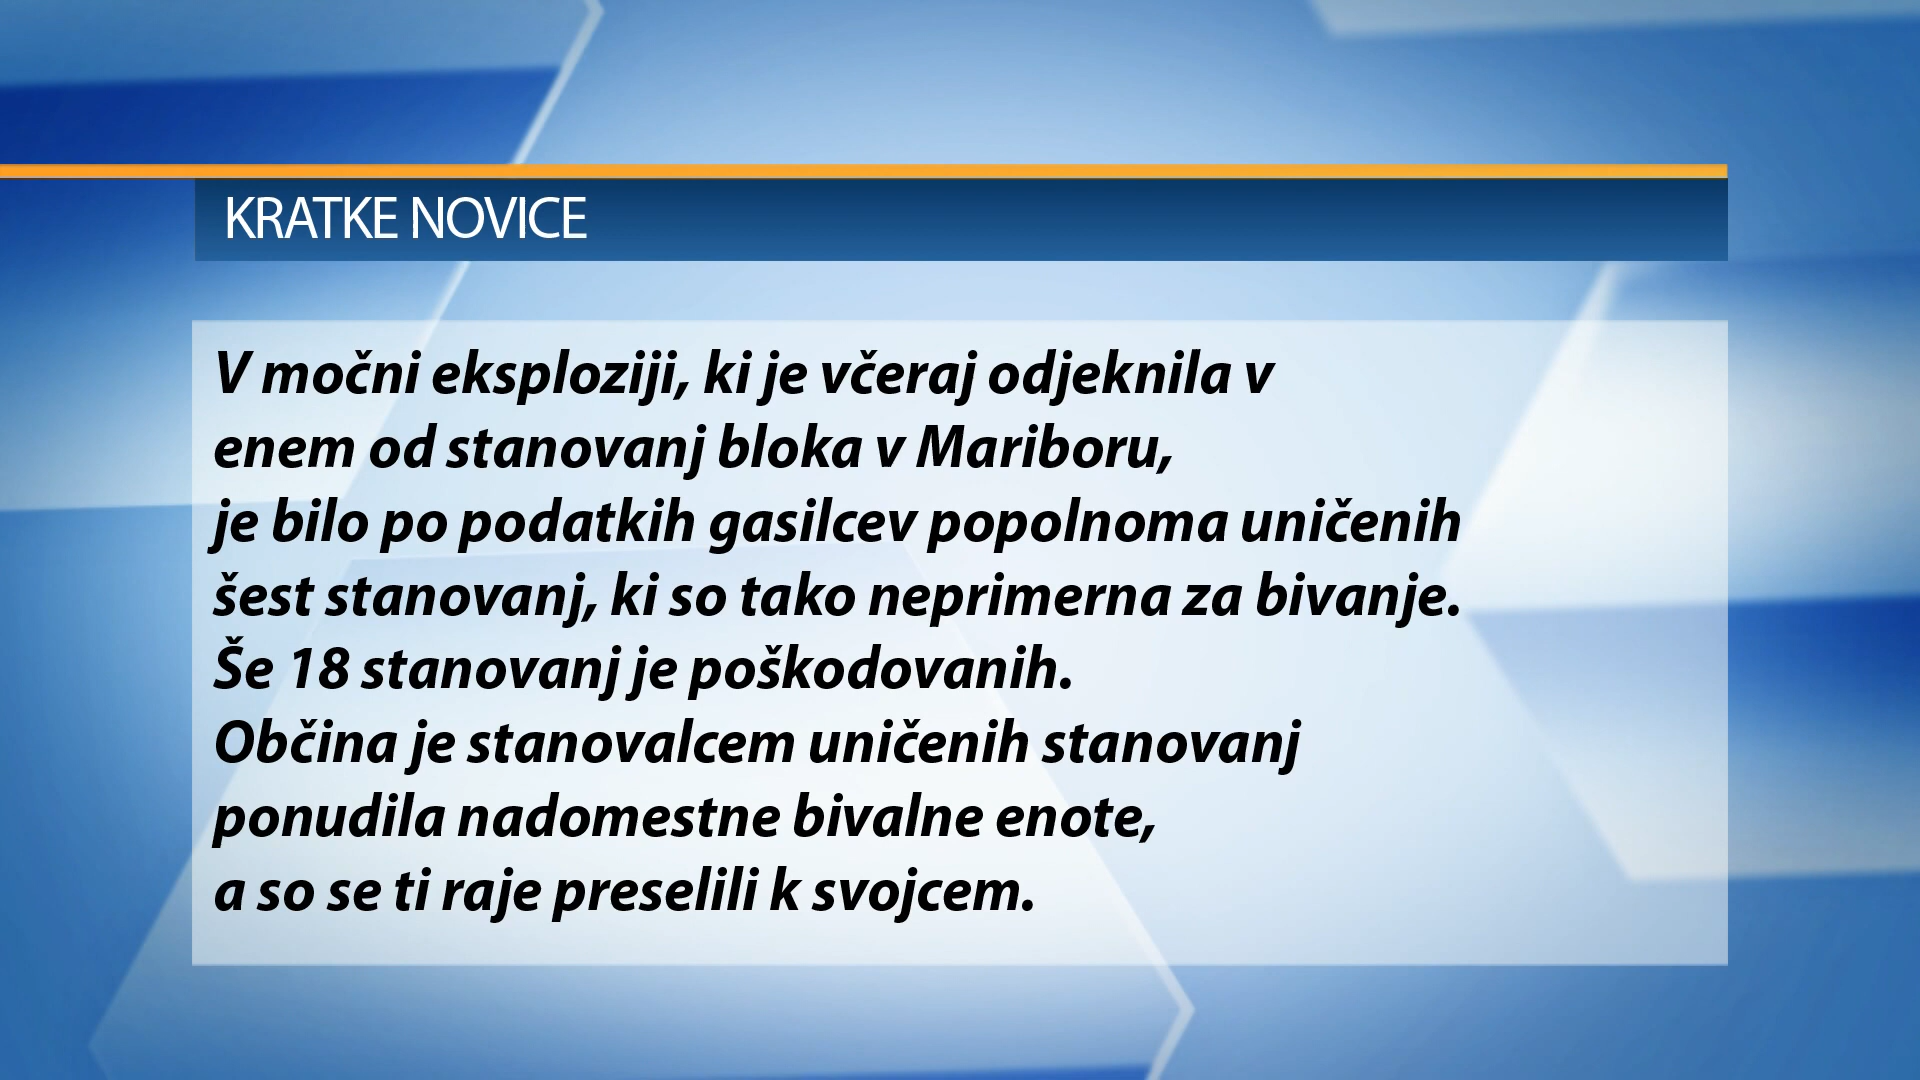 KRATKE NOVICE
V močni eksploziji, ki je včeraj odjeknila v
enem od stanovanj bloka v Mariboru,
je bilo po podatkih gasilcev popolnoma uničenih
šest stanovanj, ki so tako neprimerna za bivanje.
Še 18 stanovanj je poškodovanih.
Občina je stanovalcem uničenih stanovanj
ponudila nadomestne bivalne enote,
a so se ti raje preselili k svojcem.